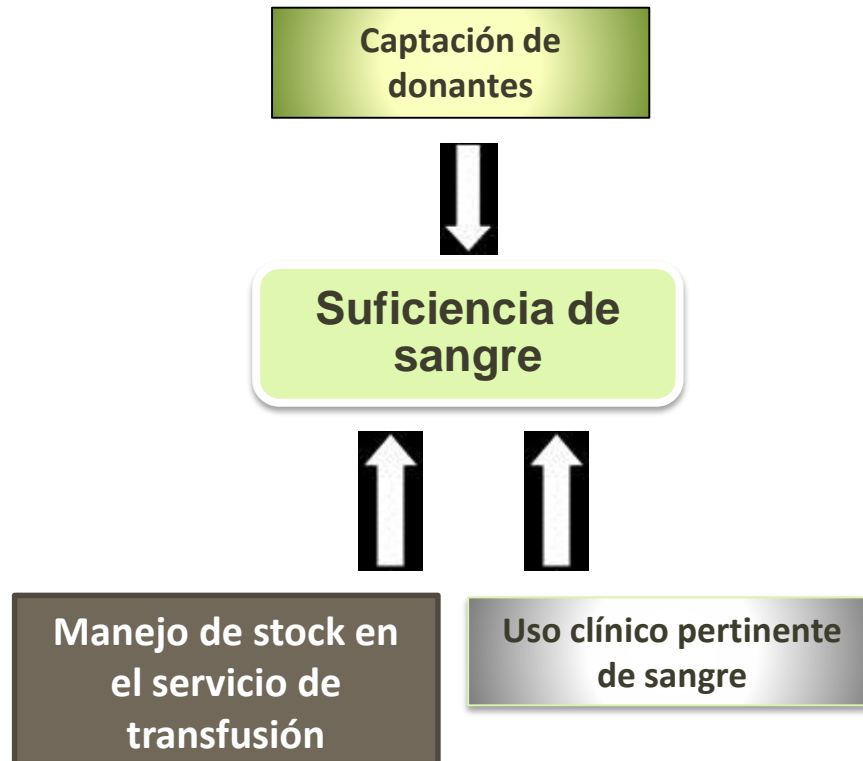 Captación de
donantes
Suficiencia de
sangre
Manejo de stock en
el servicio de
transfusión
Uso clínico pertinente
de sangre